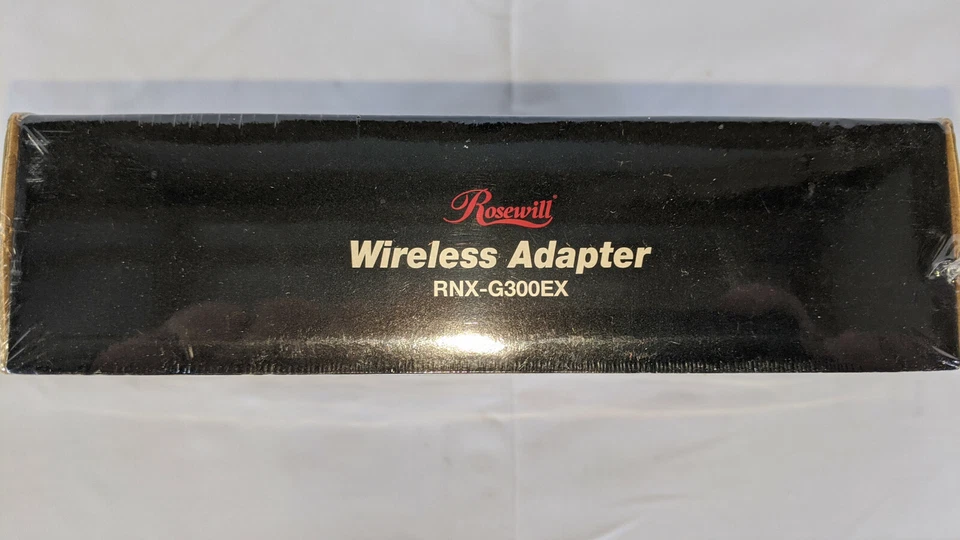 Rosewill
Wireless Adapter
RNX-G300EX